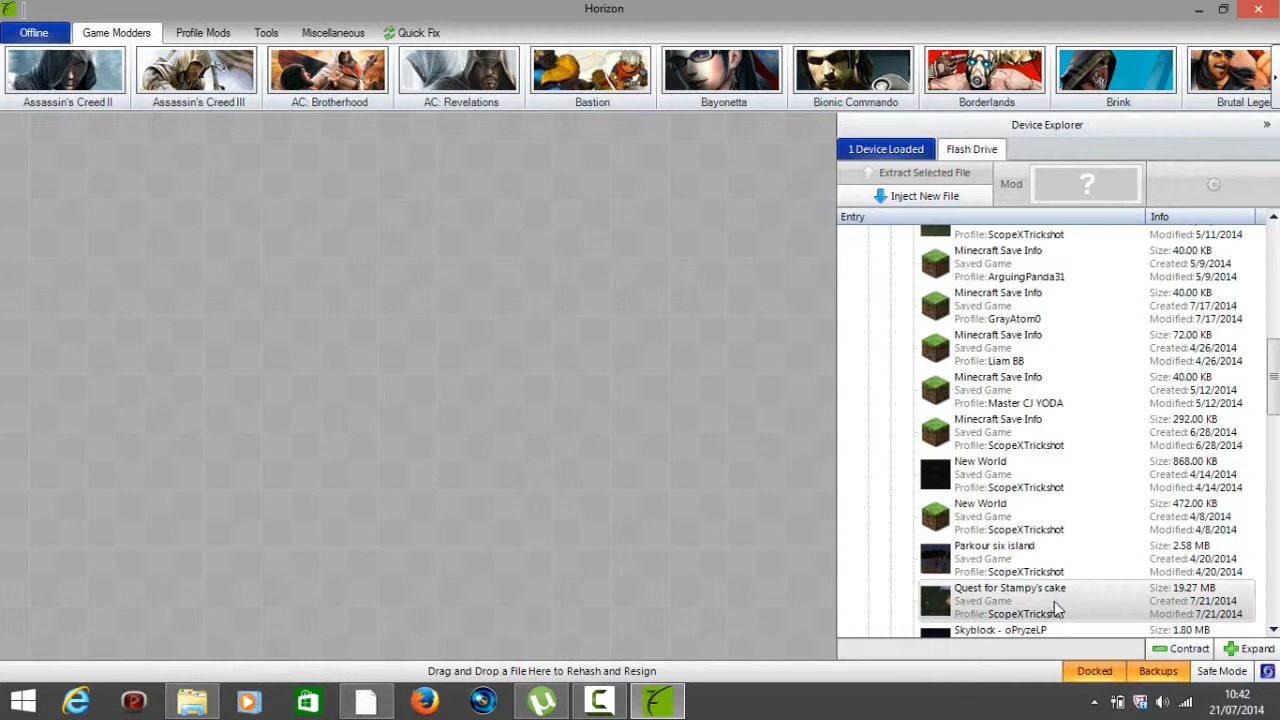 Horizon
Offline Game Modders Profile Mods Tools Miscellaneous Quick Fix
Assassin's Creed II Assassin's Creed III AC: Brotherhood AC: Revelations Bastion Bayonetta Bionic Commando Borderlands Brink Brutal Lege
Device Explorer »
1 Device Loaded Flash Drive
Extract Selected File Mod ?
Inject New File
Entry Info
Profile: ScopeXTrickshot Modified: 5/11/2014
Minecraft Save Info Size: 40.00 KB
Saved Game Created: 5/9/2014
Profile: ArguingPanda31 Modified: 5/9/2014
Minecraft Save Info Size: 40.00 KB
Saved Game Created: 7/17/2014
Profile: GrayAtom0 Modified: 7/17/2014
Minecraft Save Info Size: 72.00 KB
Saved Game Created: 4/26/2014
Profile: Liam BB Modified: 4/26/2014
Minecraft Save Info Size: 40.00 KB
Saved Game Created: 5/12/2014
Profile: Master CJ YODA Modified: 5/12/2014
Minecraft Save Info Size: 292.00 KB
Saved Game Created: 6/28/2014
Profile: ScopeXTrickshot Modified: 6/28/2014
New World Size: 868.00 KB
Saved Game Created: 4/14/2014
Profile: ScopeXTrickshot Modified: 4/14/2014
New World Size: 472.00 KB
Saved Game Created: 4/8/2014
Profile: ScopeXTrickshot Modified: 4/8/2014
Parkour six island Size: 2.58 MB
Saved Game Created: 4/20/2014
Profile: ScopeXTrickshot Modified: 4/20/2014
Quest for Stampy's cake Size: 19.27 MB
Saved Game Created: 7/21/2014
Profile: ScopeXTrickshot Modified: 7/21/2014
Skyblock - oPryzeLP Size: 1.80 MB
Contract Expand
Drag and Drop a File Here to Rehash and Resign Docked Backups Safe Mode
10:42
21/07/2014